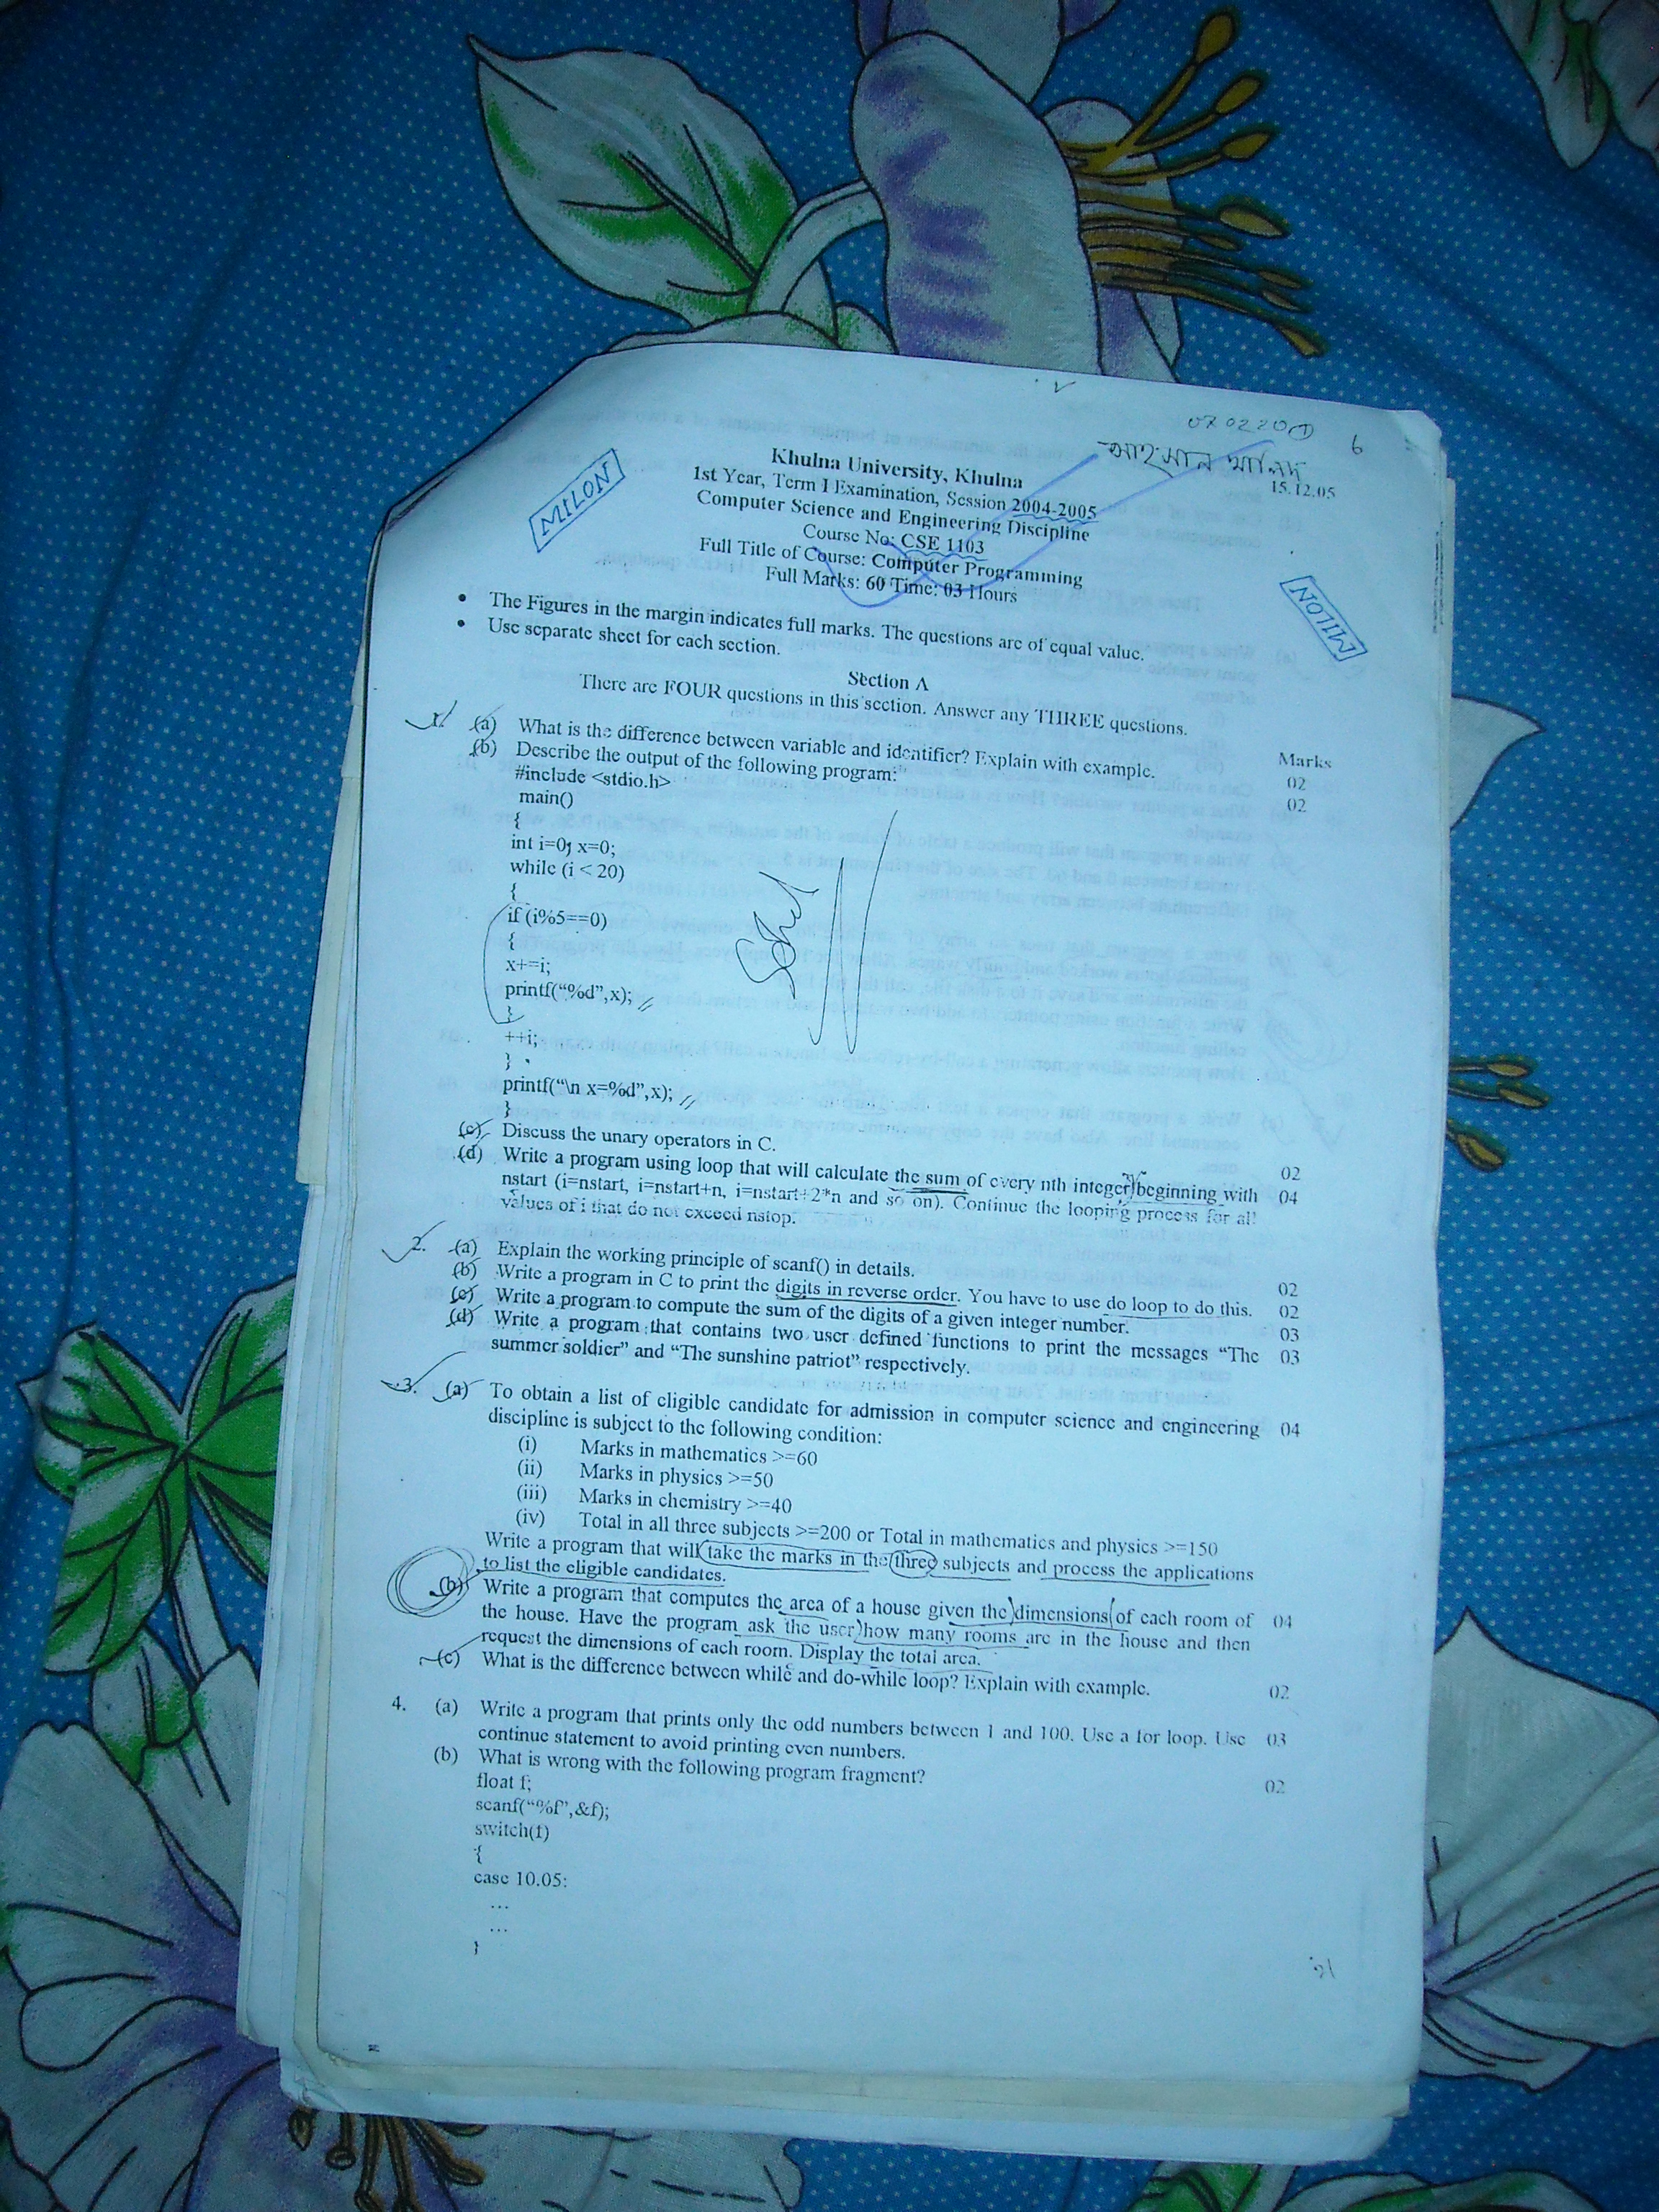 0702200 6
15.12.05
MILON
Khulna University, Khulna
1st Year, Term I Examination, Session 2004-2005
Computer Science and Engineering Discipline
Course No: CSE 1103
Full Title of Course: Computer Programming
Full Marks: 60 Time: 03 Hours
MILON
• The Figures in the margin indicates full marks. The questions are of equal value.
• Use separate sheet for each section.
Section A
There are FOUR questions in this section. Answer any THREE questions.
Marks
1. (a) What is the difference between variable and identifier? Explain with example. 02
(b) Describe the output of the following program: 02
#include <stdio.h>
main()
{
int i=0, x=0;
while (i < 20)
{
if (i%5==0)
{
x+=i;
printf("%d",x);
}
++i;
}
printf("\n x=%d",x);
}
(c) Discuss the unary operators in C. 02
(d) Write a program using loop that will calculate the sum of every nth integer beginning with 04
nstart (i=nstart, i=nstart+n, i=nstart+2*n and so on). Continue the looping process for all
values of i that do not exceed nstop.
2. (a) Explain the working principle of scanf() in details. 02
(b) Write a program in C to print the digits in reverse order. You have to use do loop to do this. 02
(c) Write a program to compute the sum of the digits of a given integer number. 03
(d) Write a program that contains two user defined functions to print the messages "The 03
summer soldier" and "The sunshine patriot" respectively.
3. (a) To obtain a list of eligible candidate for admission in computer science and engineering 04
discipline is subject to the following condition:
(i) Marks in mathematics >=60
(ii) Marks in physics >=50
(iii) Marks in chemistry >=40
(iv) Total in all three subjects >=200 or Total in mathematics and physics >=150
Write a program that will take the marks in the three subjects and process the applications
to list the eligible candidates.
(b) Write a program that computes the area of a house given the dimensions of each room of 04
the house. Have the program ask the user how many rooms are in the house and then
request the dimensions of each room. Display the total area.
(c) What is the difference between while and do-while loop? Explain with example. 02
4. (a) Write a program that prints only the odd numbers between 1 and 100. Use a for loop. Use 03
continue statement to avoid printing even numbers.
(b) What is wrong with the following program fragment? 02
float f;
scanf("%f",&f);
switch(f)
{
case 10.05:
...
...
}